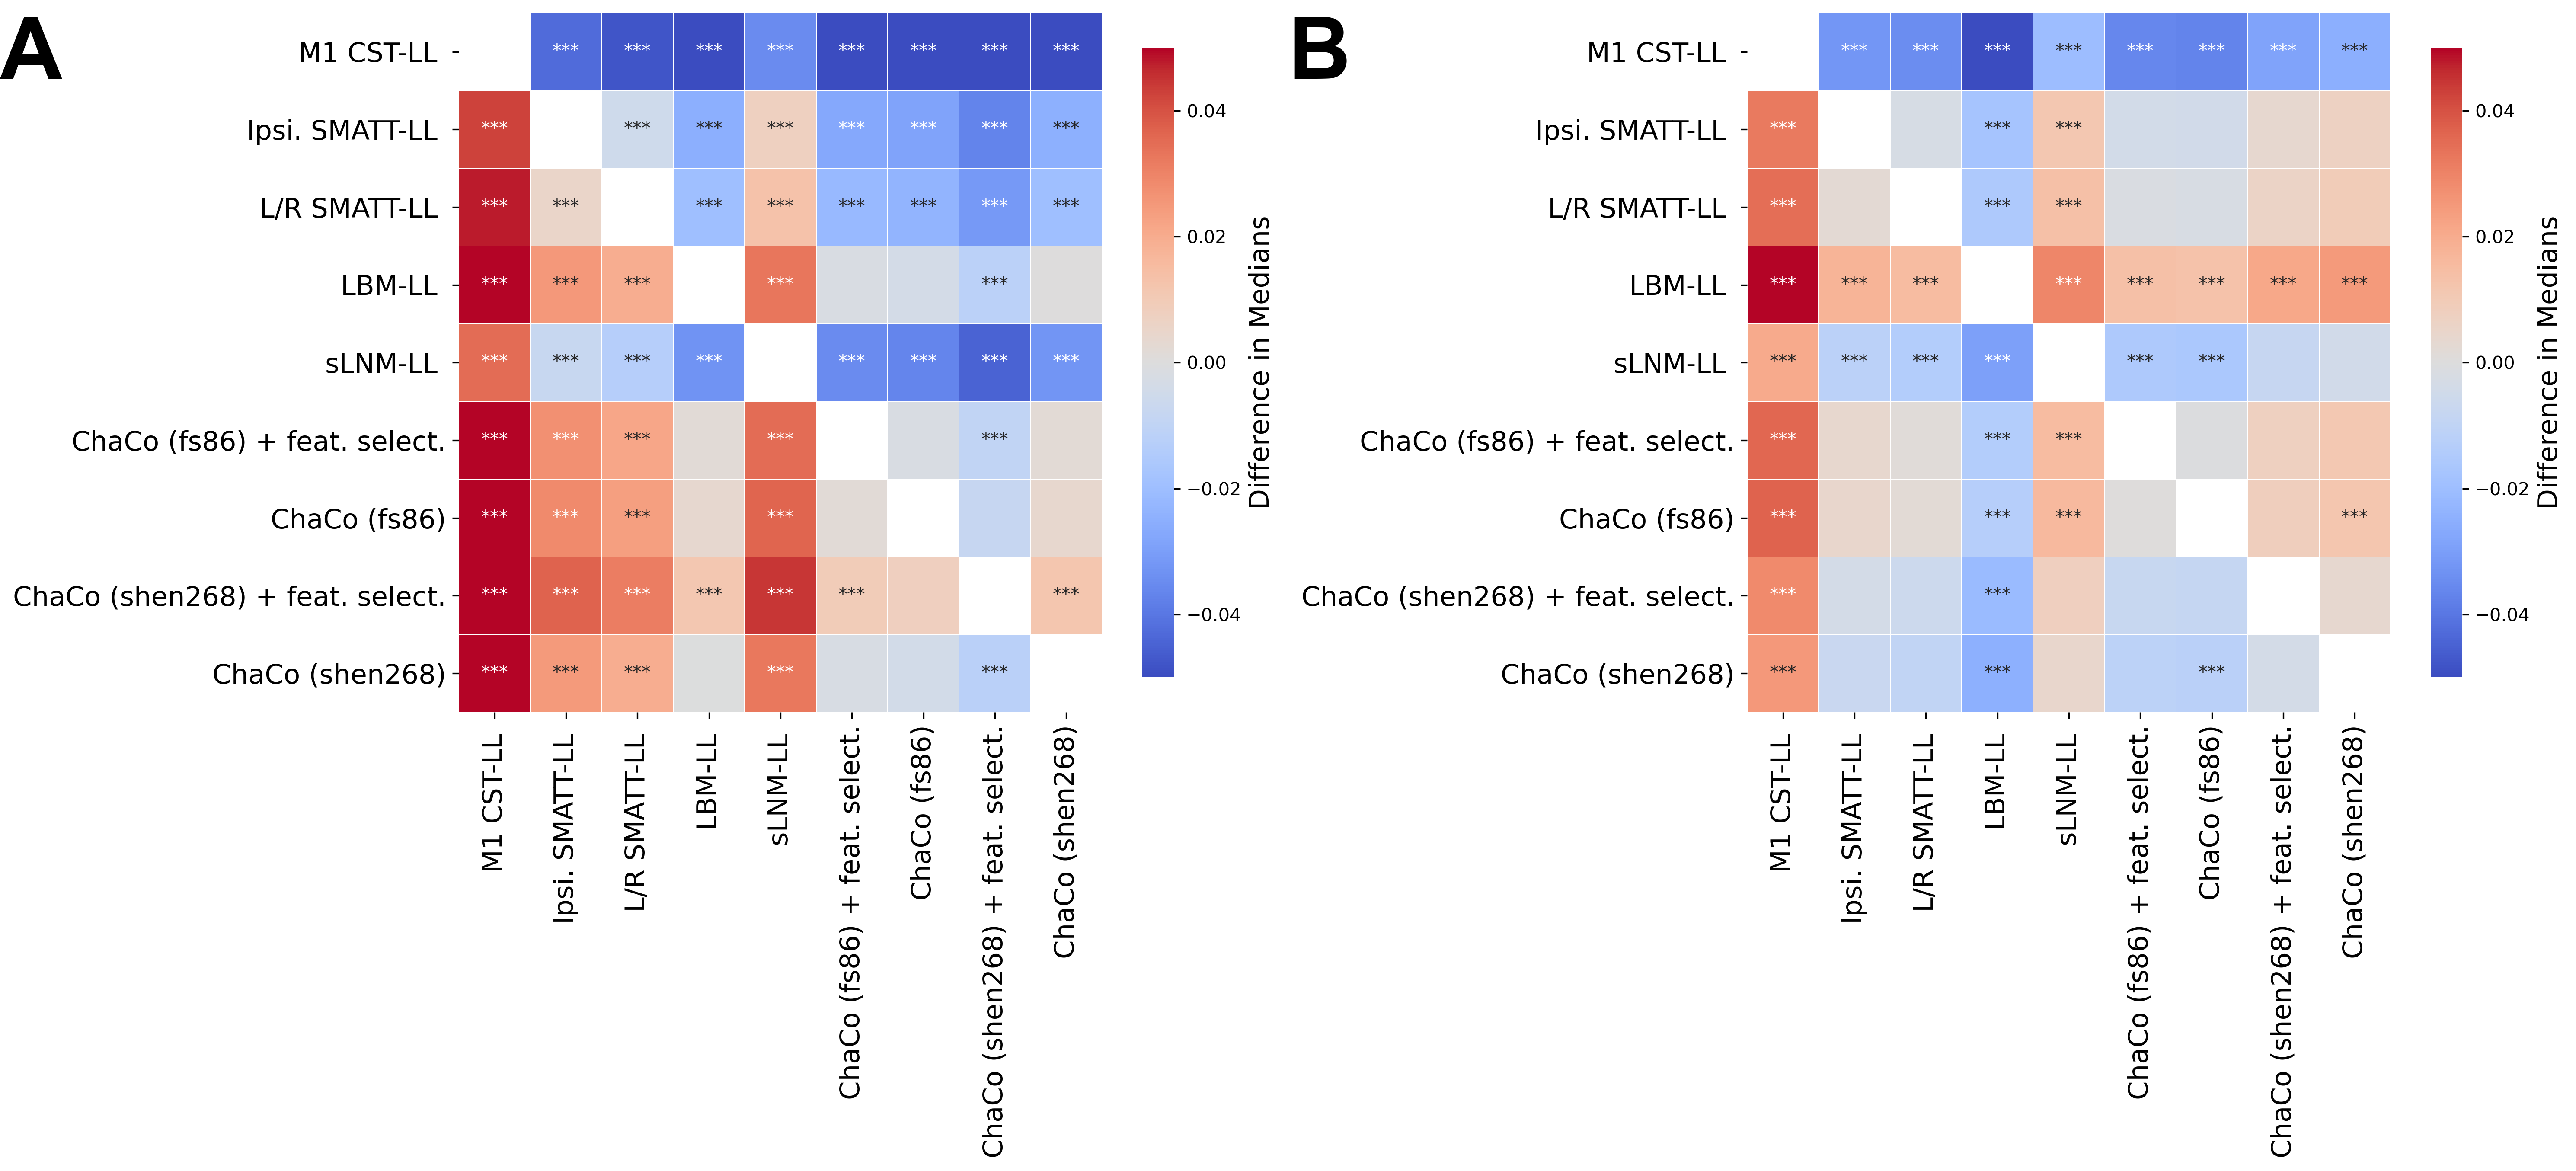 A
M1 CST-LL *** *** *** *** *** *** *** ***
Ipsi. SMATT-LL *** *** *** *** *** *** *** ***
L/R SMATT-LL *** *** *** *** *** *** *** ***
LBM-LL *** *** *** *** ***
sLNM-LL *** *** *** *** *** *** *** ***
ChaCo (fs86) + feat. select. *** *** *** *** ***
ChaCo (fs86) *** *** *** ***
ChaCo (shen268) + feat. select. *** *** *** *** *** *** ***
ChaCo (shen268) *** *** *** *** ***
M1 CST-LL
Ipsi. SMATT-LL
L/R SMATT-LL
LBM-LL
sLNM-LL
ChaCo (fs86) + feat. select.
ChaCo (fs86)
ChaCo (shen268) + feat. select.
ChaCo (shen268)
0.04
0.02
0.00
−0.02
−0.04
Difference in Medians
B
M1 CST-LL *** *** *** *** *** *** *** ***
Ipsi. SMATT-LL *** *** ***
L/R SMATT-LL *** *** ***
LBM-LL *** *** *** *** *** *** *** ***
sLNM-LL *** *** *** *** *** ***
ChaCo (fs86) + feat. select. *** *** ***
ChaCo (fs86) *** *** *** ***
ChaCo (shen268) + feat. select. *** ***
ChaCo (shen268) *** *** ***
M1 CST-LL
Ipsi. SMATT-LL
L/R SMATT-LL
LBM-LL
sLNM-LL
ChaCo (fs86) + feat. select.
ChaCo (fs86)
ChaCo (shen268) + feat. select.
ChaCo (shen268)
0.04
0.02
0.00
−0.02
−0.04
Difference in Medians